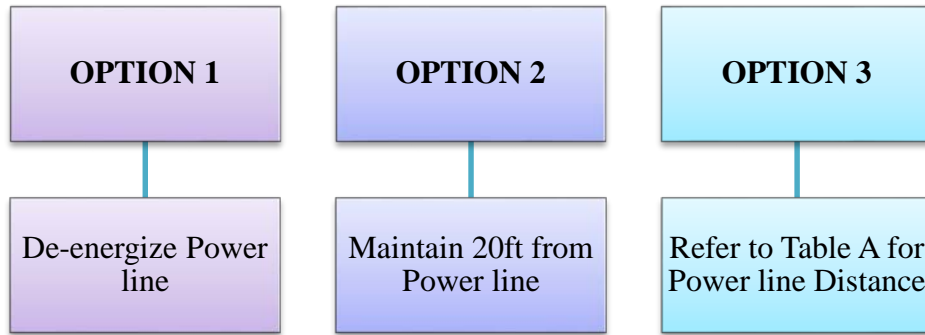 OPTION 1
OPTION 2
OPTION 3
De-energize Power
line
Maintain 20ft from
Power line
Refer to Table A for
Power line Distance